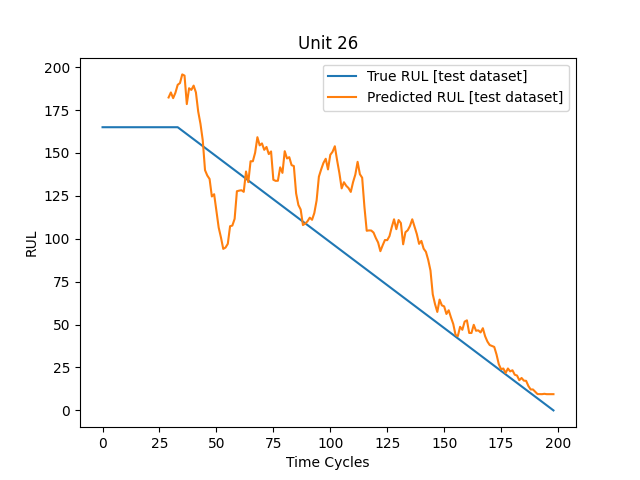 Unit 26
True RUL [test dataset]
Predicted RUL [test dataset]
RUL
200
175
150
125
100
75
50
25
0
0 25 50 75 100 125 150 175 200
Time Cycles